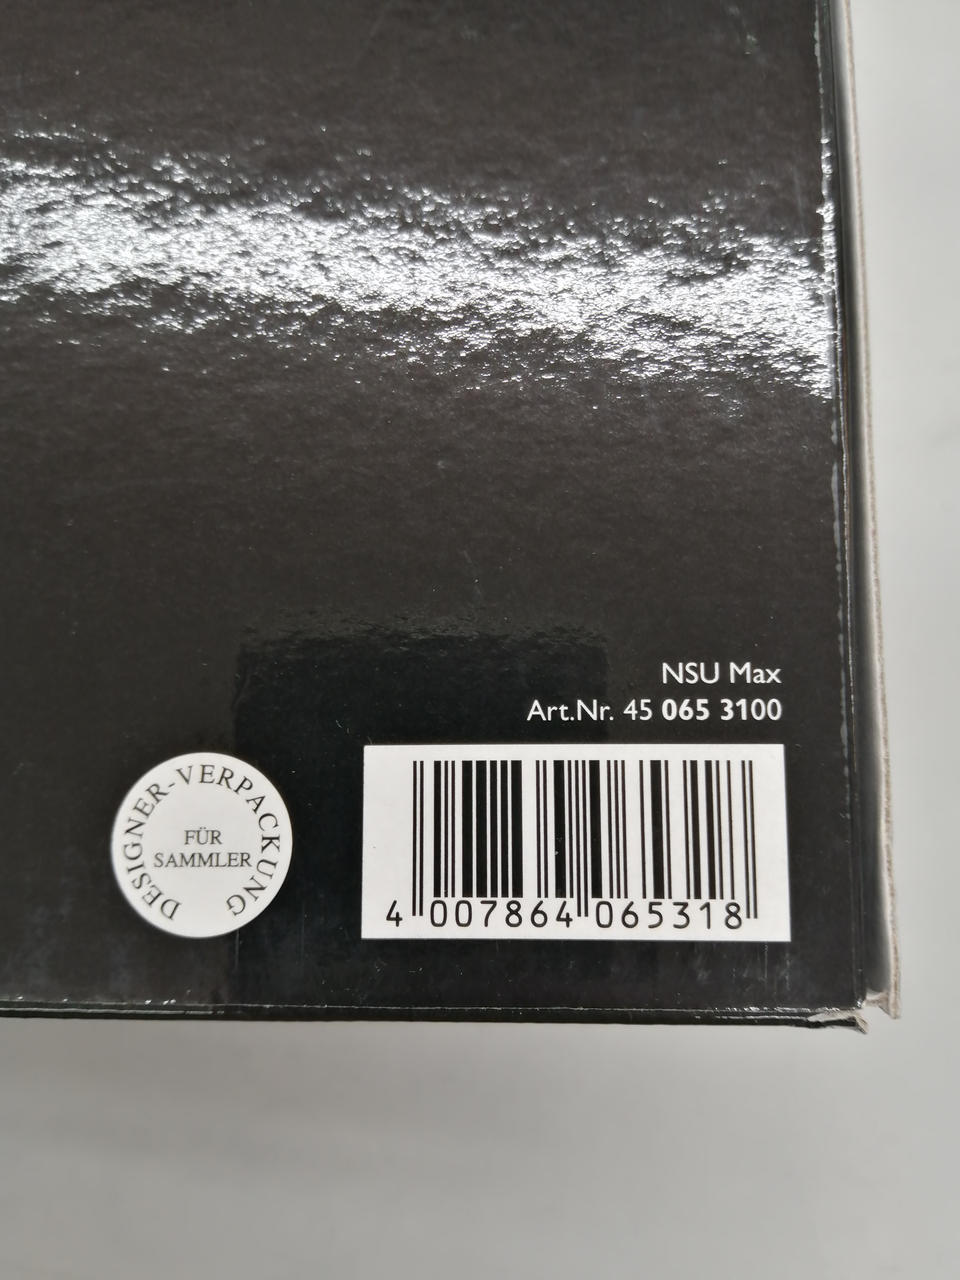 NSU Max
Art.Nr. 45 065 3100
DESIGNER-VERPACKUNG
FÜR
SAMMLER
4 007864 065318